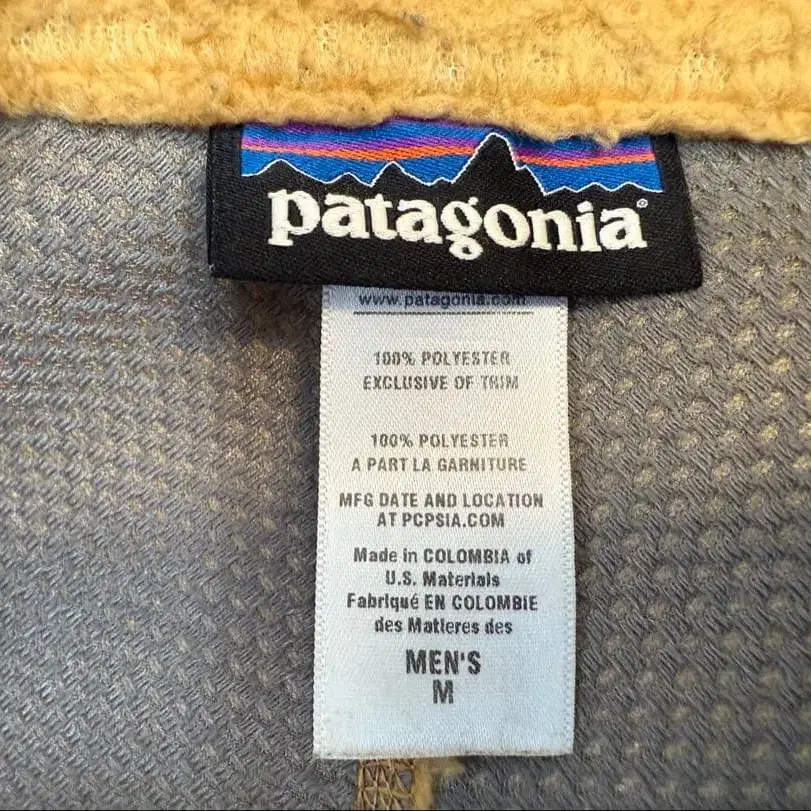 patagonia®
www.patagonia.com
100% POLYESTER
EXCLUSIVE OF TRIM
100% POLYESTER
A PART LA GARNITURE
MFG DATE AND LOCATION
AT PCPSIA.COM
Made in COLOMBIA of
U.S. Materials
Fabriqué EN COLOMBIE
des Matieres des
MEN'S
M